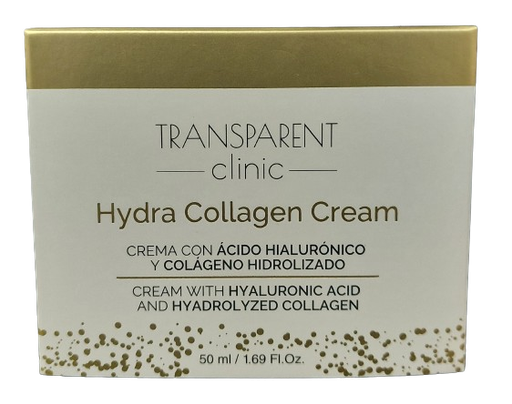 TRANSPARENT
clinic
Hydra Collagen Cream
CREMA CON ÁCIDO HIALURÓNICO
Y COLÁGENO HIDROLIZADO
CREAM WITH HYALURONIC ACID
AND HYADROLYZED COLLAGEN
50 ml / 1.69 Fl.Oz.